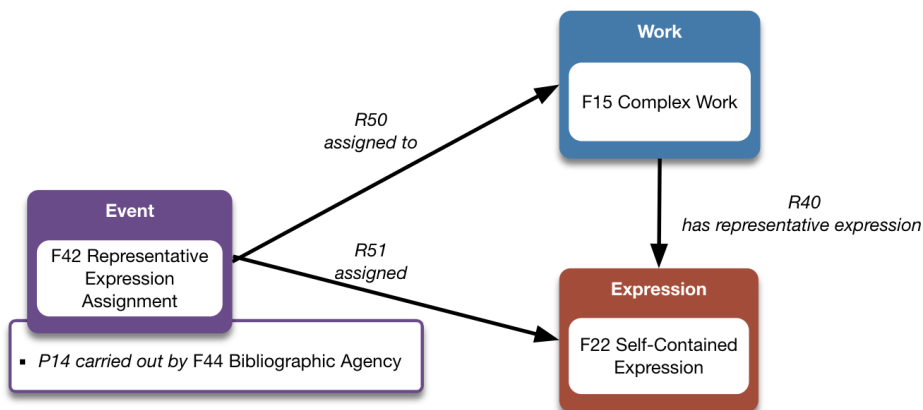 Work
F15 Complex Work
R50
assigned to
R40
has representative expression
Event
F42 Representative
Expression
Assignment
R51
assigned
Expression
F22 Self-Contained
Expression
▪ P14 carried out by F44 Bibliographic Agency